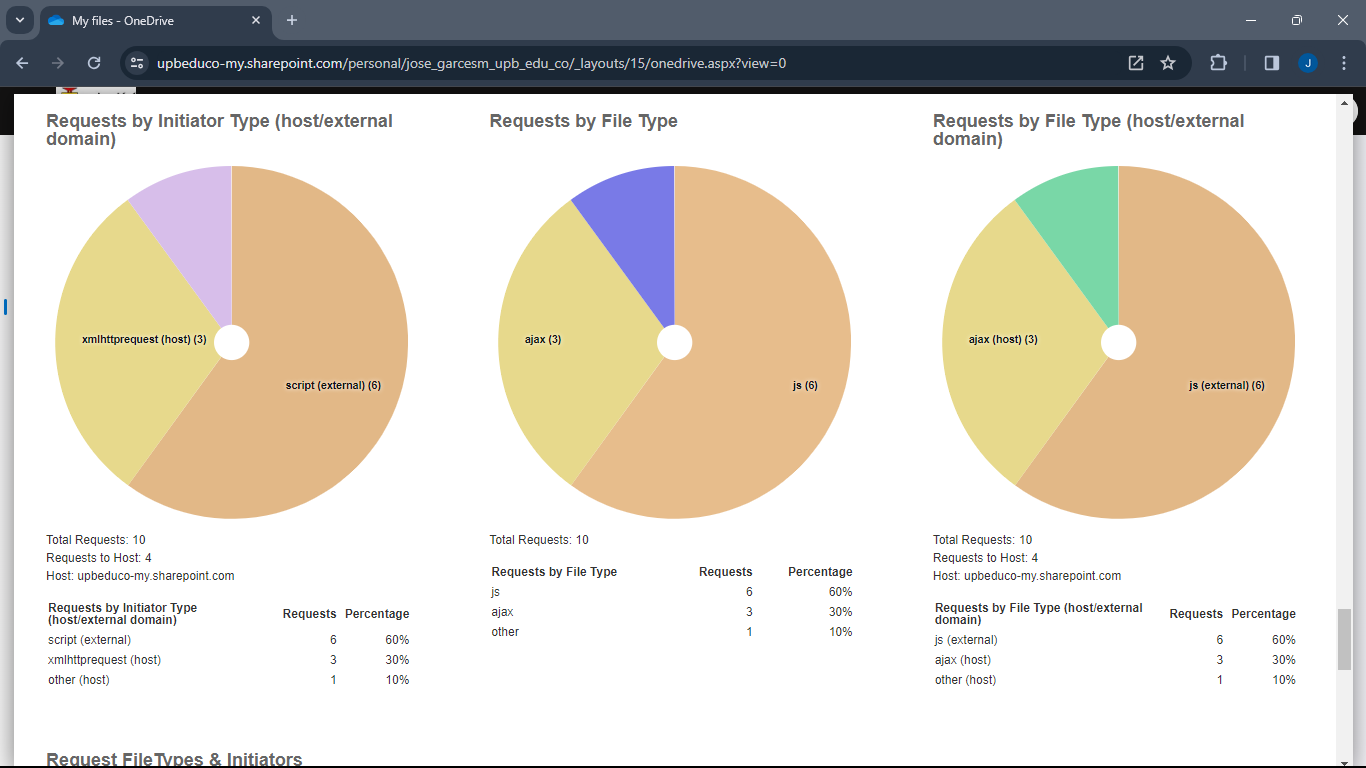 My files - OneDrive
upbeduco-my.sharepoint.com/personal/jose_garcesm_upb_edu_co/_layouts/15/onedrive.aspx?view=0
J
Requests by Initiator Type (host/external
domain)
xmlhttprequest (host) (3)
script (external) (6)
Total Requests: 10
Requests to Host: 4
Host: upbeduco-my.sharepoint.com
Requests by Initiator Type
(host/external domain) Requests Percentage
script (external) 6 60%
xmlhttprequest (host) 3 30%
other (host) 1 10%
Requests by File Type
ajax (3)
js (6)
Total Requests: 10
Requests by File Type Requests Percentage
js 6 60%
ajax 3 30%
other 1 10%
Requests by File Type (host/external
domain)
ajax (host) (3)
js (external) (6)
Total Requests: 10
Requests to Host: 4
Host: upbeduco-my.sharepoint.com
Requests by File Type (host/external
domain) Requests Percentage
js (external) 6 60%
ajax (host) 3 30%
other (host) 1 10%
Request FileTypes & Initiators